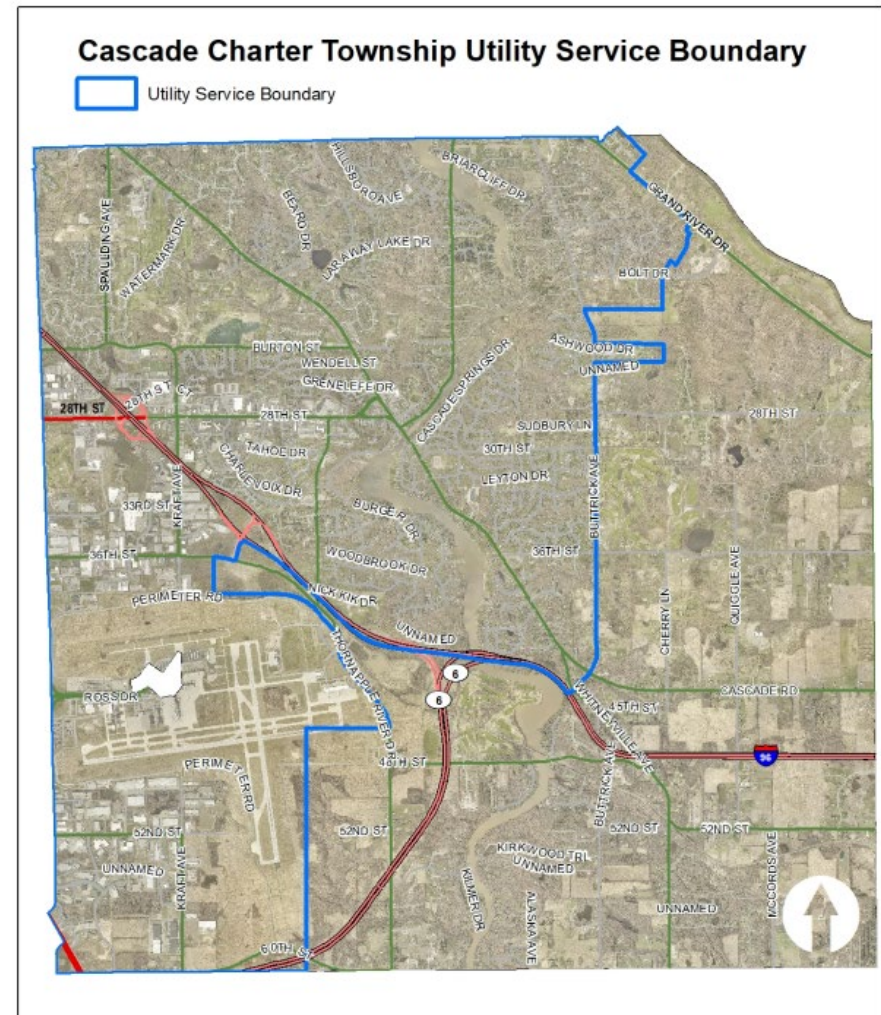 Cascade Charter Township Utility Service Boundary
Utility Service Boundary
HILLSBORO AVE
BRIARCLIFF DR
SPAULDING AVE
WATERMARK DR
BEARD DR
LARAWAY LAKE DR
GRAND RIVER DR
BOLT DR
BURTON ST
WENDELL ST
GRENELEFE DR
CASCADE SPRINGS DR
ASHWOOD DR
UNNAMED
28TH ST
28TH ST CT
28TH ST
28TH ST
TAHOE DR
CHARLEVOIX DR
SUDBURY LN
30TH ST
LEYTON DR
BUTTRICK AVE
33RD ST
KRAFT AVE
BURGER DR
36TH ST
WOODBROOK DR
36TH ST
QUIGGLE AVE
CHERRY LN
PERIMETER RD
NICK KIK DR
UNNAMED
THORNAPPLE RIVER DR
6
6
ROSS DR
WHITNEYVILLE AVE
45TH ST
CASCADE RD
PERIMETER RD
48TH ST
BUTTRICK AVE
96
52ND ST
52ND ST
52ND ST
52ND ST
UNNAMED
KRAFT AVE
KIRKWOOD TRL
UNNAMED
KILMER DR
ALASKA AVE
UNNAMED
MCCORDS AVE
60TH ST